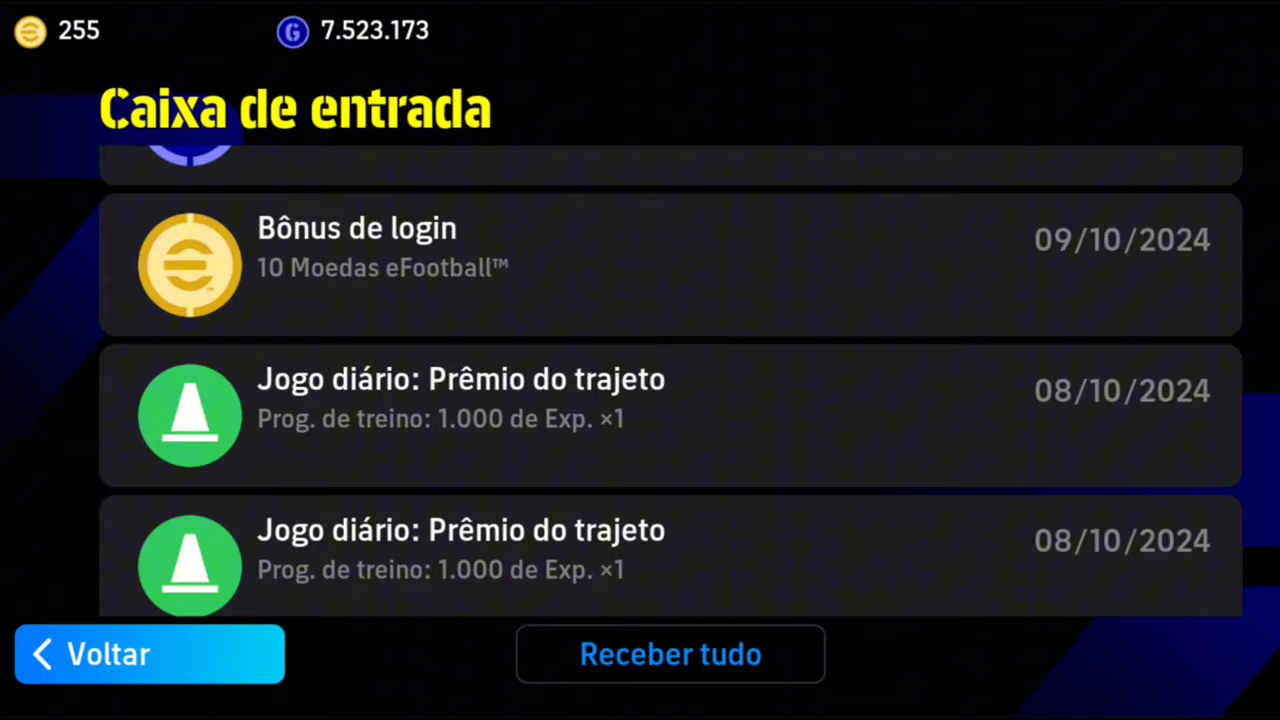 255
7.523.173
Caixa de entrada
Bônus de login
09/10/2024
10 Moedas eFootball™
Jogo diário: Prêmio do trajeto
08/10/2024
Prog. de treino: 1.000 de Exp. ×1
Jogo diário: Prêmio do trajeto
08/10/2024
Prog. de treino: 1.000 de Exp. ×1
Voltar
Receber tudo